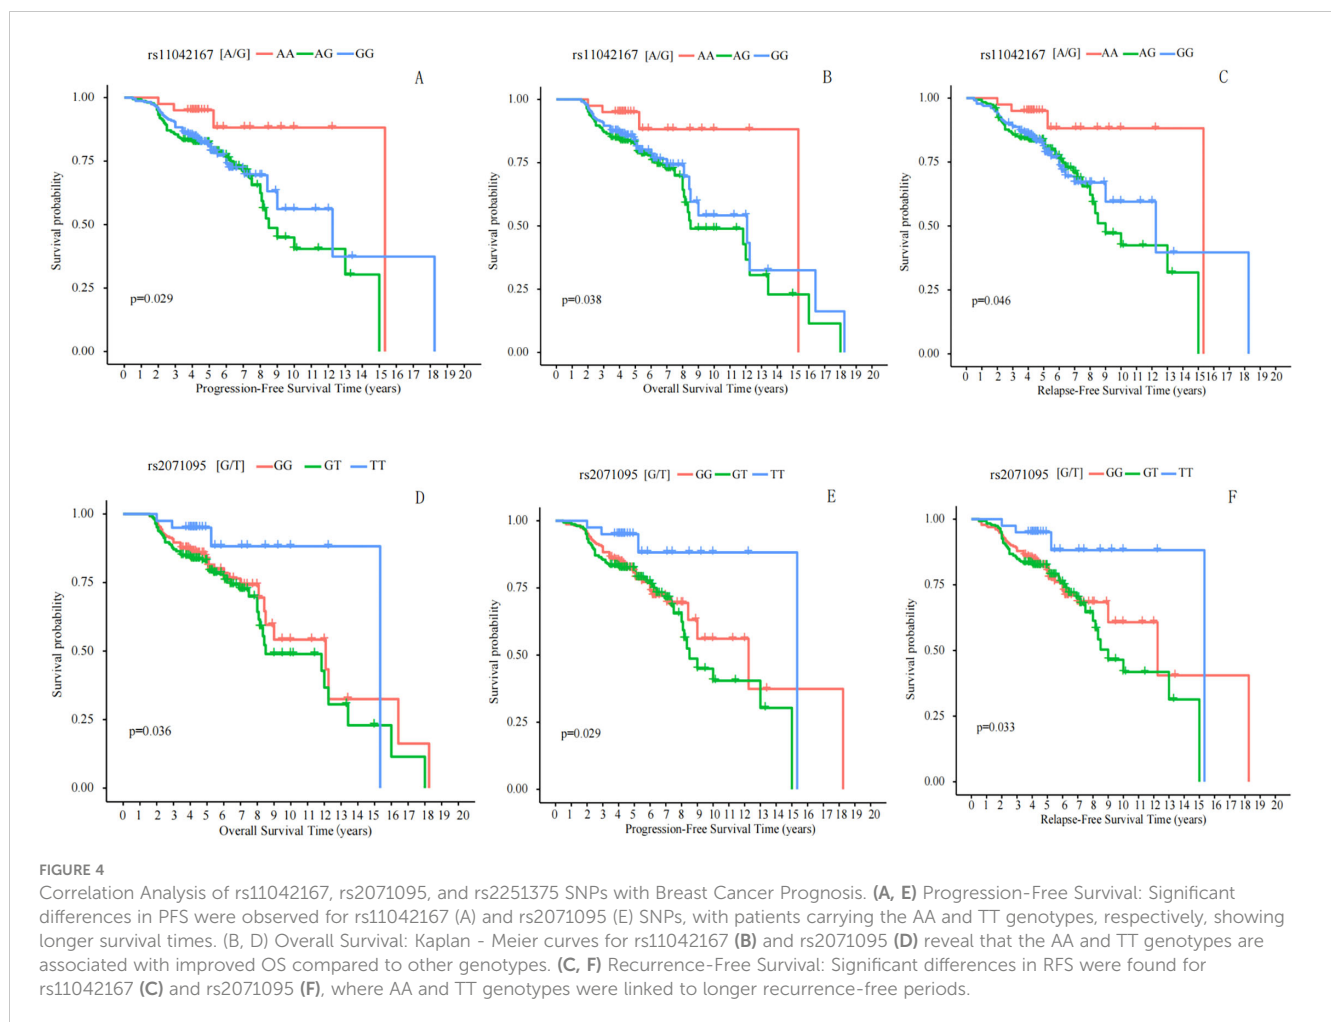 rs11042167 [A/G] AA AG GG
A
Survival probability
1.00
0.75
0.50
0.25
0.00
p=0.029
0 1 2 3 4 5 6 7 8 9 10 11 12 13 15 16 17 18 19 20
Progression-Free Survival Time (years)
rs11042167 [A/G] AA AG GG
B
Survival probability
1.00
0.75
0.50
0.25
0.00
p=0.038
0 1 2 3 4 5 6 7 8 9 10 11 12 13 15 16 17 18 19 20
Overall Survival Time (years)
rs11042167 [A/G] AA AG GG
C
Survival probability
1.00
0.75
0.50
0.25
0.00
p=0.046
0 1 2 3 4 5 6 7 8 9 10 11 12 13 15 16 17 18 19 20
Relapse-Free Survival Time (years)
rs2071095 [G/T] GG GT TT
D
Survival probability
1.00
0.75
0.50
0.25
0.00
p=0.036
0 1 2 3 4 5 6 7 8 9 10 11 12 13 15 16 17 18 19 20
Overall Survival Time (years)
rs2071095 [G/T] GG GT TT
E
Survival probability
1.00
0.75
0.50
0.25
0.00
p=0.029
0 1 2 3 4 5 6 7 8 9 10 11 12 13 15 16 17 18 19 20
Progression-Free Survival Time (years)
rs2071095 [G/T] GG GT TT
F
Survival probability
1.00
0.75
0.50
0.25
0.00
p=0.033
0 1 2 3 4 5 6 7 8 9 10 11 12 13 15 16 17 18 19 20
Relapse-Free Survival Time (years)
FIGURE 4
Correlation Analysis of rs11042167, rs2071095, and rs2251375 SNPs with Breast Cancer Prognosis. (A, E) Progression-Free Survival: Significant
differences in PFS were observed for rs11042167 (A) and rs2071095 (E) SNPs, with patients carrying the AA and TT genotypes, respectively, showing
longer survival times. (B, D) Overall Survival: Kaplan - Meier curves for rs11042167 (B) and rs2071095 (D) reveal that the AA and TT genotypes are
associated with improved OS compared to other genotypes. (C, F) Recurrence-Free Survival: Significant differences in RFS were found for
rs11042167 (C) and rs2071095 (F), where AA and TT genotypes were linked to longer recurrence-free periods.